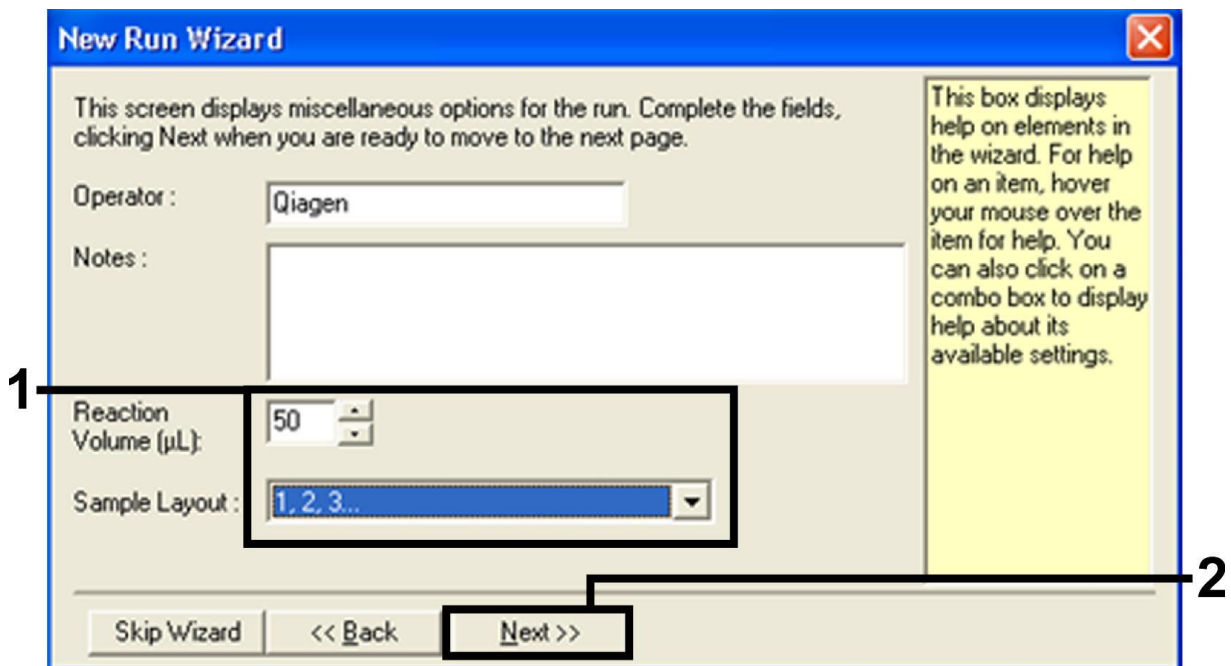 New Run Wizard
This screen displays miscellaneous options for the run. Complete the fields,
clicking Next when you are ready to move to the next page.
This box displays
help on elements in
the wizard. For help
on an item, hover
your mouse over the
item for help. You
can also click on a
combo box to display
help about its
available settings.
Operator :
Qiagen
Notes :
1
Reaction
Volume (µL):
50
Sample Layout :
1, 2, 3...
2
Skip Wizard
<< Back
Next >>